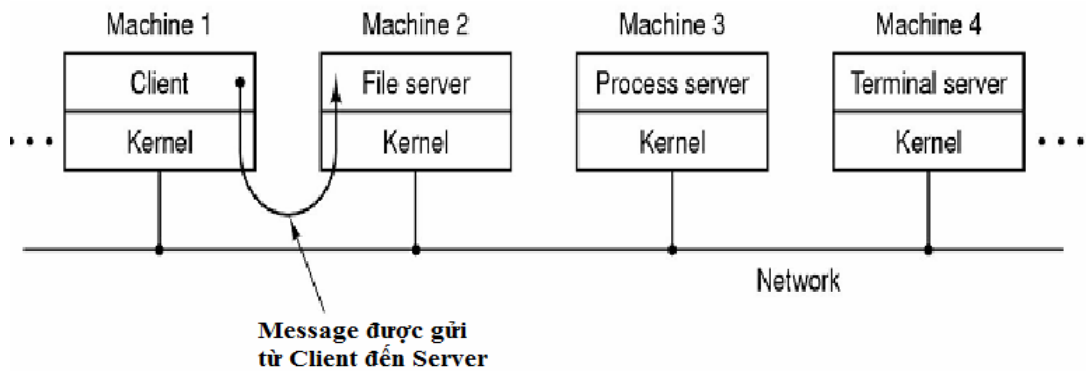 Machine 1 Machine 2 Machine 3 Machine 4
Client File server Process server Terminal server
Kernel Kernel Kernel Kernel
Network
Message được gửi
từ Client đến Server